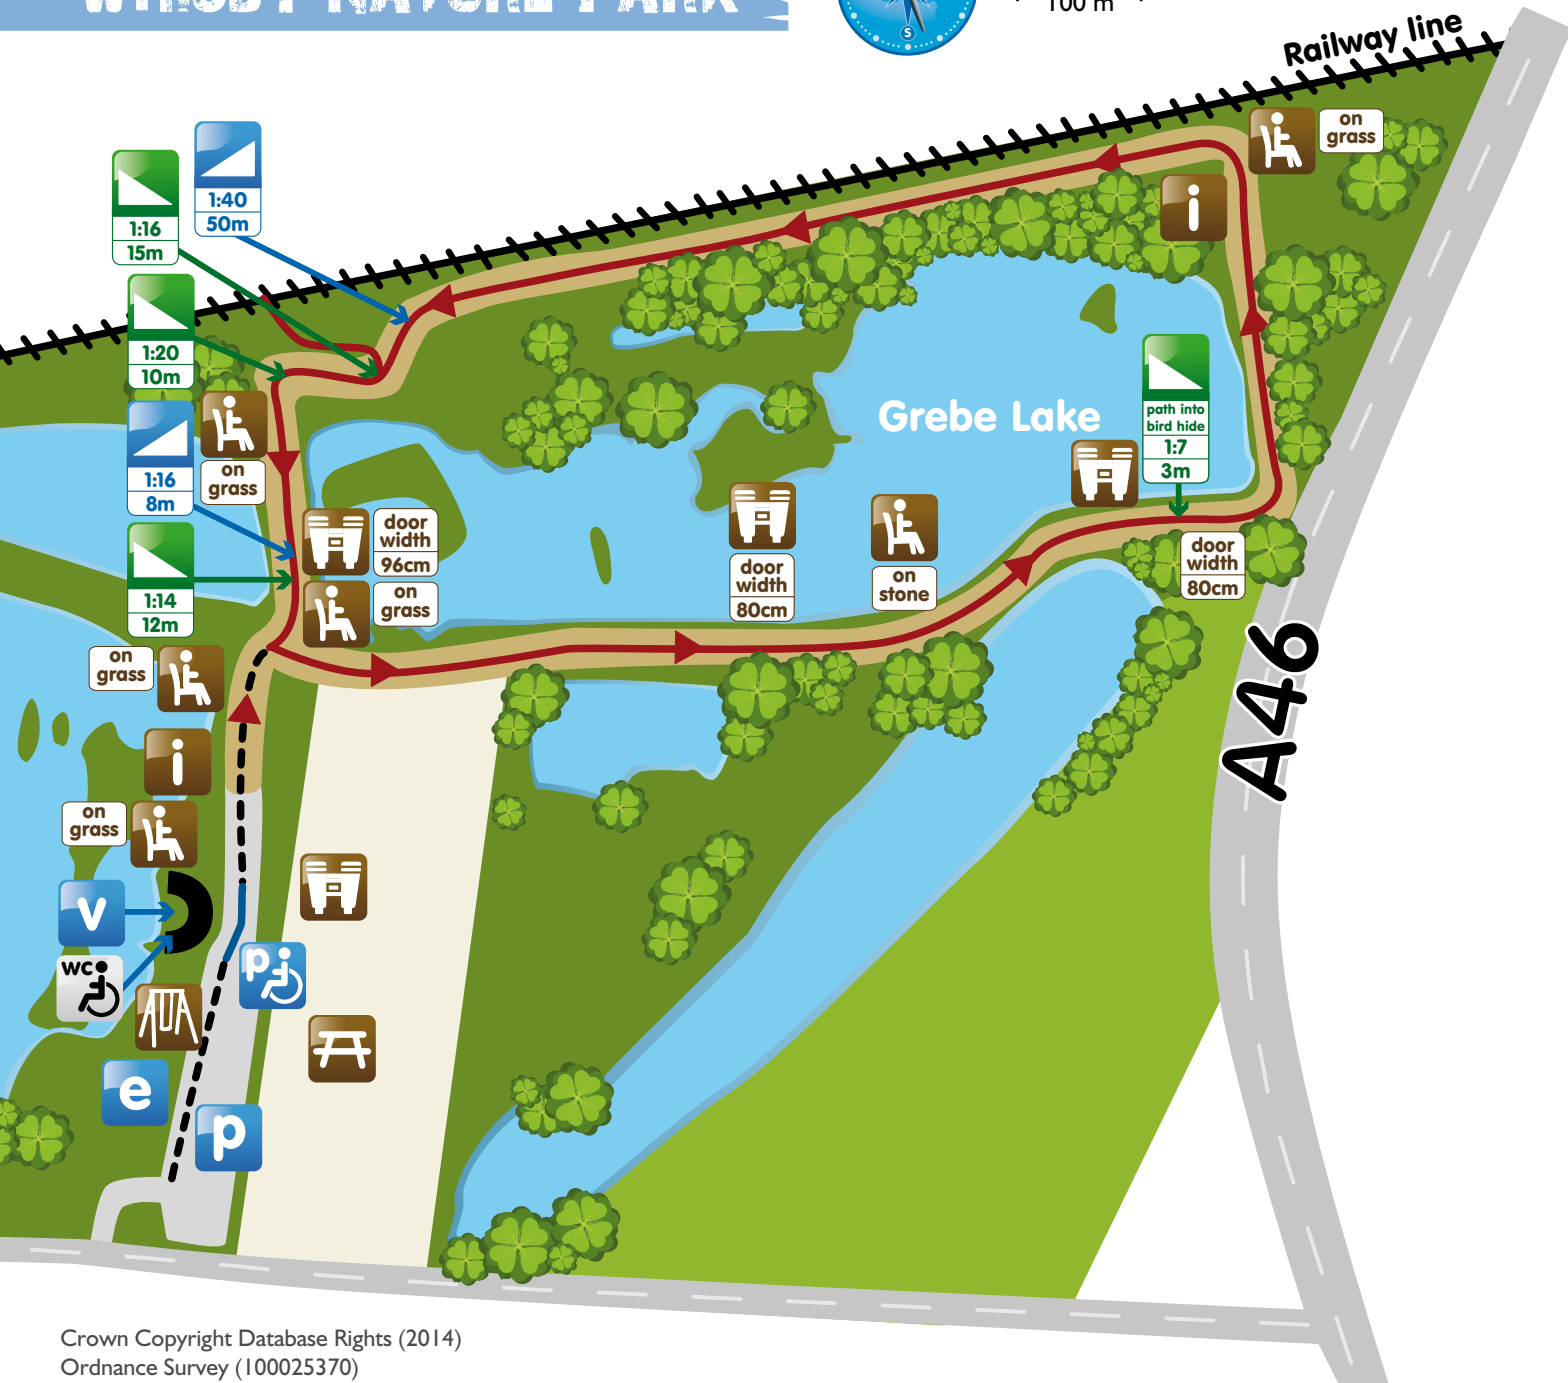 WHISBY NATURE PARK
S
100 m
Railway line
on
grass
1:40
50m
1:16
15m
i
1:20
10m
Grebe Lake
path into
bird hide
1:7
3m
on
grass
1:16
8m
door
width
96cm
on
grass
door
width
80cm
on
stone
door
width
80cm
1:14
12m
on
grass
A46
i
on
grass
v
wc
p
e
p
Crown Copyright Database Rights (2014)
Ordnance Survey (100025370)